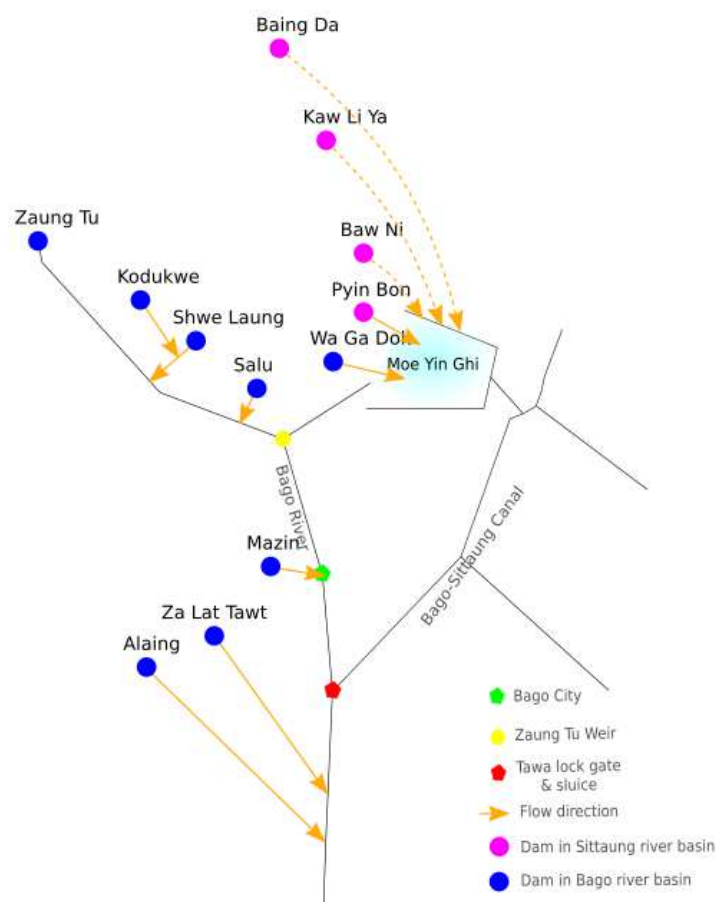 Baing Da
Kaw Li Ya
Zaung Tu
Baw Ni
Kodukwe
Pyin Bon
Shwe Laung
Wa Ga Dok
Salu
Moe Yin Ghi
Bago River
Bago-Sittaung Canal
Mazin
Za Lat Tawt
Alaing
Bago City
Zaung Tu Weir
Tawa lock gate
& sluice
Flow direction
Dam in Sittaung river basin
Dam in Bago river basin